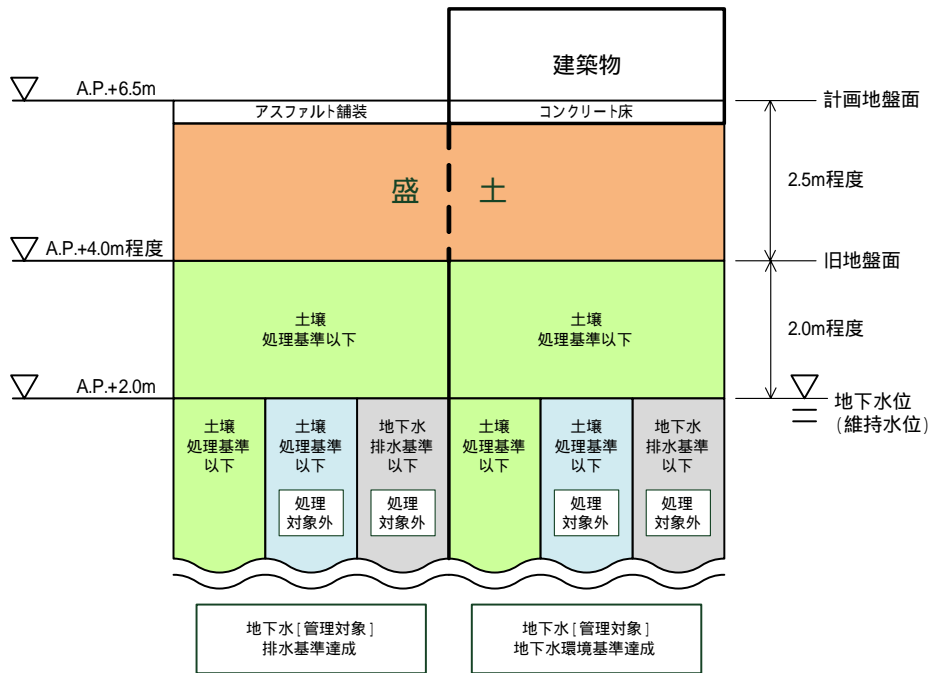 建築物
A.P.+6.5m
計画地盤面
アスファルト舗装
コンクリート床
盛土
2.5m程度
A.P.+4.0m程度
旧地盤面
土壌
処理基準以下
土壌
処理基準以下
2.0m程度
A.P.+2.0m
地下水位
(維持水位)
土壌
処理基準
以下
土壌
処理基準
以下
処理
対象外
地下水
排水基準
以下
処理
対象外
土壌
処理基準
以下
土壌
処理基準
以下
処理
対象外
地下水
排水基準
以下
処理
対象外
地下水[管理対象]
排水基準達成
地下水[管理対象]
地下水環境基準達成